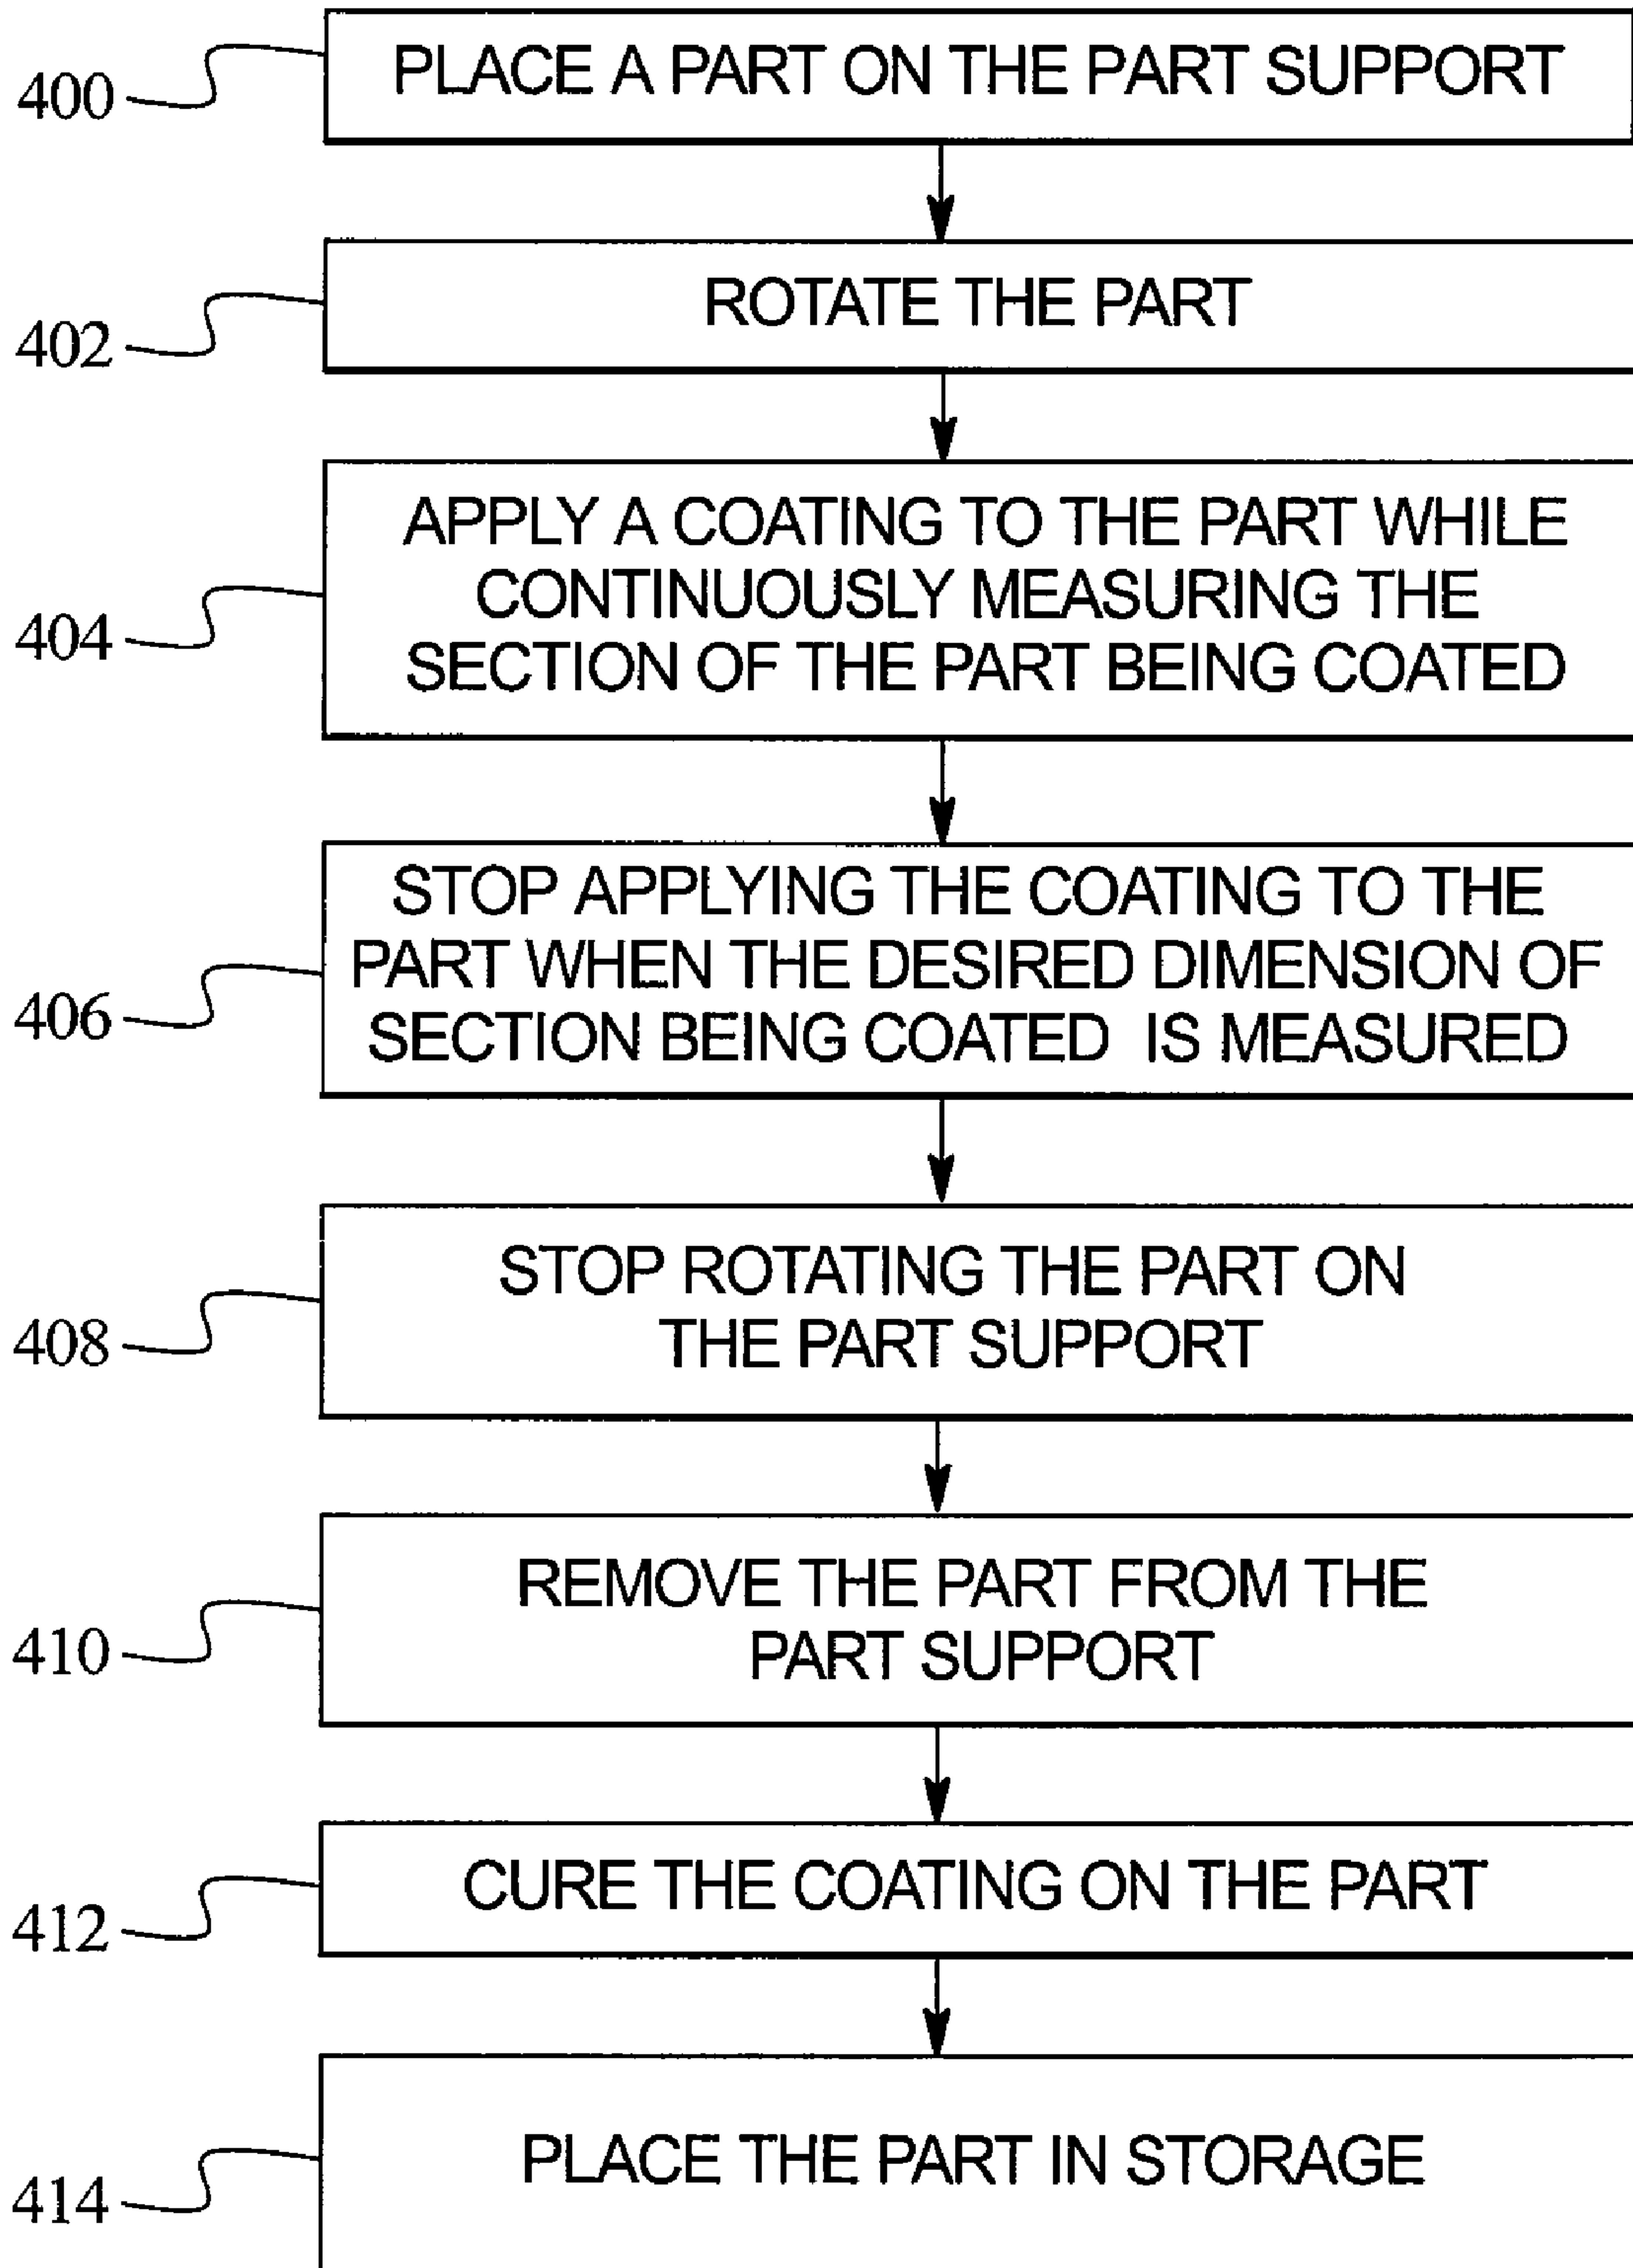 400
PLACE A PART ON THE PART SUPPORT
402
ROTATE THE PART
404
APPLY A COATING TO THE PART WHILE
CONTINUOUSLY MEASURING THE
SECTION OF THE PART BEING COATED
406
STOP APPLYING THE COATING TO THE
PART WHEN THE DESIRED DIMENSION OF
SECTION BEING COATED IS MEASURED
408
STOP ROTATING THE PART ON
THE PART SUPPORT
410
REMOVE THE PART FROM THE
PART SUPPORT
412
CURE THE COATING ON THE PART
414
PLACE THE PART IN STORAGE